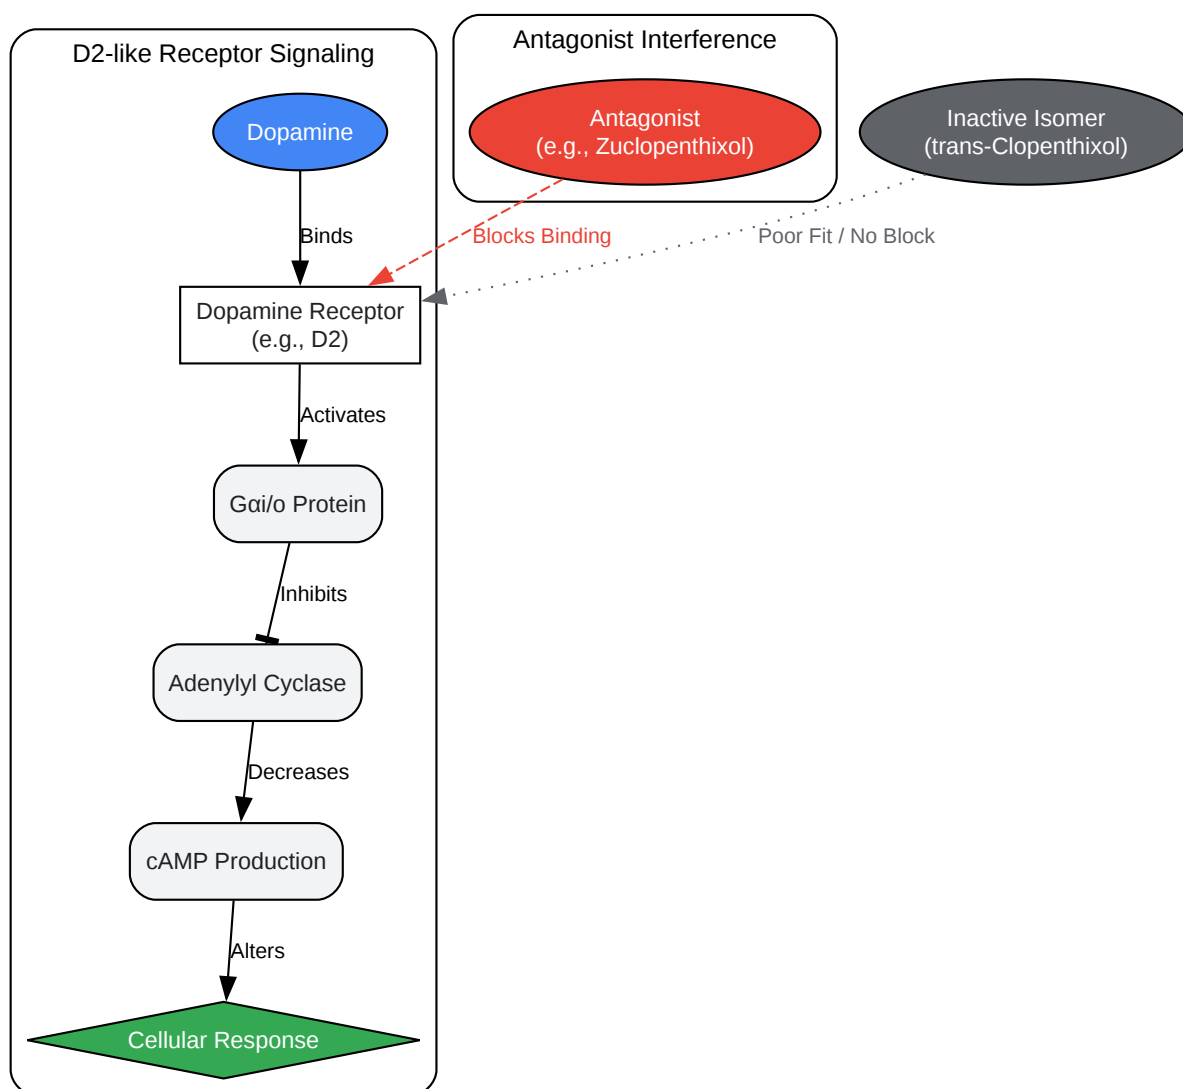 D2-like Receptor Signaling
Antagonist Interference
Dopamine
Antagonist
(e.g., Zuclopenthixol)
Inactive Isomer
(trans-Clopenthixol)
Binds
Blocks Binding
Poor Fit / No Block
Dopamine Receptor
(e.g., D2)
Activates
Gαi/o Protein
Inhibits
Adenylyl Cyclase
Decreases
cAMP Production
Alters
Cellular Response